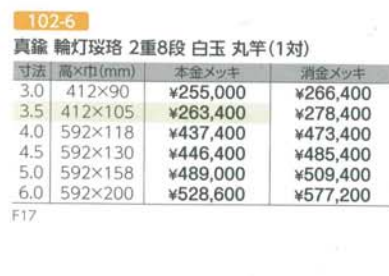 102-6
真鍮 輪灯瓔珞 2重8段 白玉 丸竿(1対)
寸法 高×巾(mm) 本金メッキ 消金メッキ
3.0 412×90 ¥255,000 ¥266,400
3.5 412×105 ¥263,400 ¥278,400
4.0 592×118 ¥437,400 ¥473,400
4.5 592×130 ¥446,400 ¥485,400
5.0 592×158 ¥489,000 ¥509,400
6.0 592×200 ¥528,600 ¥577,200
F17